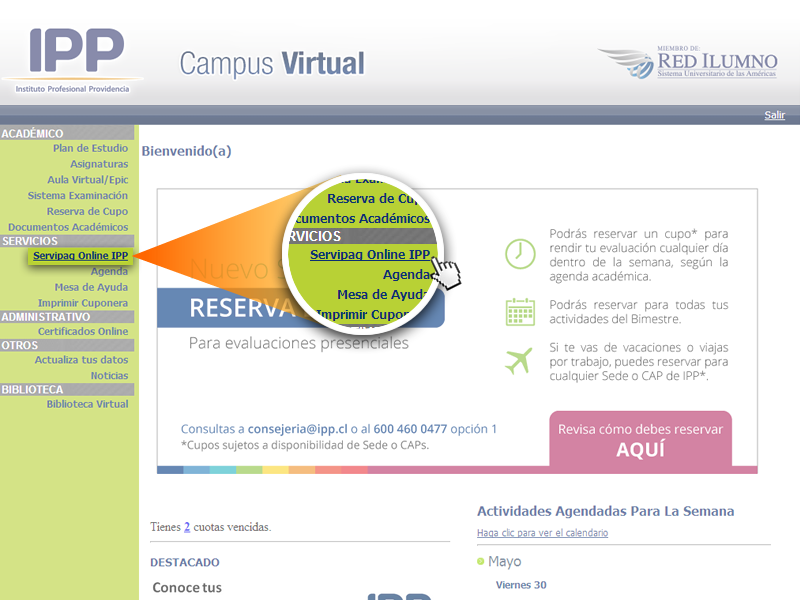 IPP
Instituto Profesional Providencia
Campus Virtual
MIEMBRO DE:
RED ILUMNO
Sistema Universitario de las Américas
Salir
ACADÉMICO
Plan de Estudio
Asignaturas
Aula Virtual/Epic
Sistema Examinación
Reserva de Cupo
Documentos Académicos
SERVICIOS
Servipag Online IPP
Agenda
Mesa de Ayuda
Imprimir Cuponera
ADMINISTRATIVO
Certificados Online
OTROS
Actualiza tus datos
Noticias
BIBLIOTECA
Biblioteca Virtual
Bienvenido(a)
Reserva de Cup
cumentos Académicos
RVICIOS
Servipag Online IPP
Agenda
Mesa de Ayuda
Imprimir Cupon
Nuevo
RESERVA
Para evaluaciones presenciales
Podrás reservar un cupo* para
rendir tu evaluación cualquier día
dentro de la semana, según la
agenda académica.
Podrás reservar para todas tus
actividades del Bimestre.
Si te vas de vacaciones o viajas
por trabajo, puedes reservar para
cualquier Sede o CAP de IPP*.
Consultas a consejeria@ipp.cl o al 600 460 0477 opción 1
*Cupos sujetos a disponibilidad de Sede o CAPs.
Revisa cómo debes reservar
AQUÍ
Tienes 2 cuotas vencidas.
DESTACADO
Conoce tus
IPP
Actividades Agendadas Para La Semana
Haga clic para ver el calendario
Mayo
Viernes 30